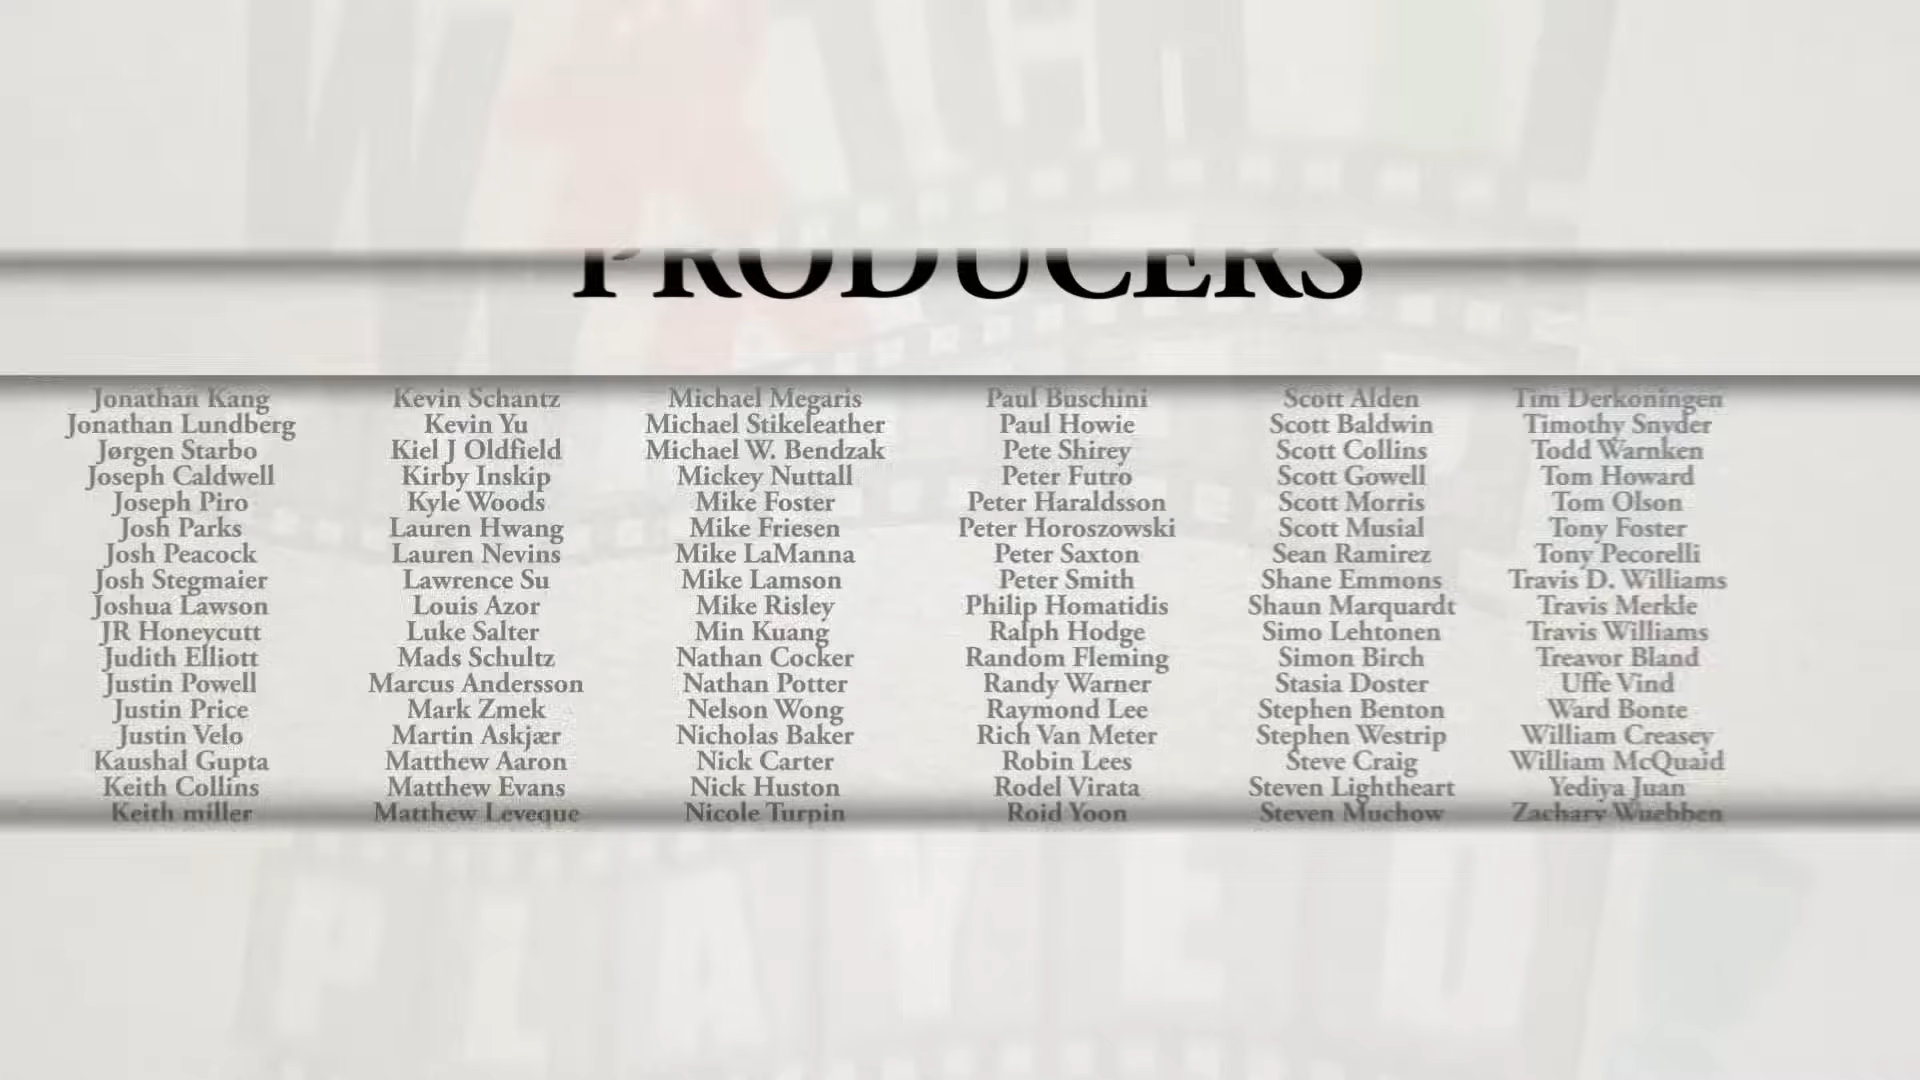 PRODUCERS
Jonathan Kang Kevin Schantz Michael Megaris Paul Buschini Scott Alden Tim Derkoningen
Jonathan Lundberg Kevin Yu Michael Stikeleather Paul Howie Scott Baldwin Timothy Snyder
Jørgen Starbo Kiel J Oldfield Michael W. Bendzak Pete Shirey Scott Collins Todd Warnken
Joseph Caldwell Kirby Inskip Mickey Nuttall Peter Futro Scott Gowell Tom Howard
Joseph Piro Kyle Woods Mike Foster Peter Haraldsson Scott Morris Tom Olson
Josh Parks Lauren Hwang Mike Friesen Peter Horoszowski Scott Musial Tony Foster
Josh Peacock Lauren Nevins Mike LaManna Peter Saxton Sean Ramirez Tony Pecorelli
Josh Stegmaier Lawrence Su Mike Lamson Peter Smith Shane Emmons Travis D. Williams
Joshua Lawson Louis Azor Mike Risley Philip Homatidis Shaun Marquardt Travis Merkle
JR Honeycutt Luke Salter Min Kuang Ralph Hodge Simo Lehtonen Travis Williams
Judith Elliott Mads Schultz Nathan Cocker Random Fleming Simon Birch Treavor Bland
Justin Powell Marcus Andersson Nathan Potter Randy Warner Stasia Doster Uffe Vind
Justin Price Mark Zmek Nelson Wong Raymond Lee Stephen Benton Ward Bonte
Justin Velo Martin Askjær Nicholas Baker Rich Van Meter Stephen Westrip William Creasey
Kaushal Gupta Matthew Aaron Nick Carter Robin Lees Steve Craig William McQuaid
Keith Collins Matthew Evans Nick Huston Rodel Virata Steven Lightheart Yediya Juan
Keith miller Matthew Leveque Nicole Turpin Roid Yoon Steven Muchow Zachary Wuebben
PLAYED